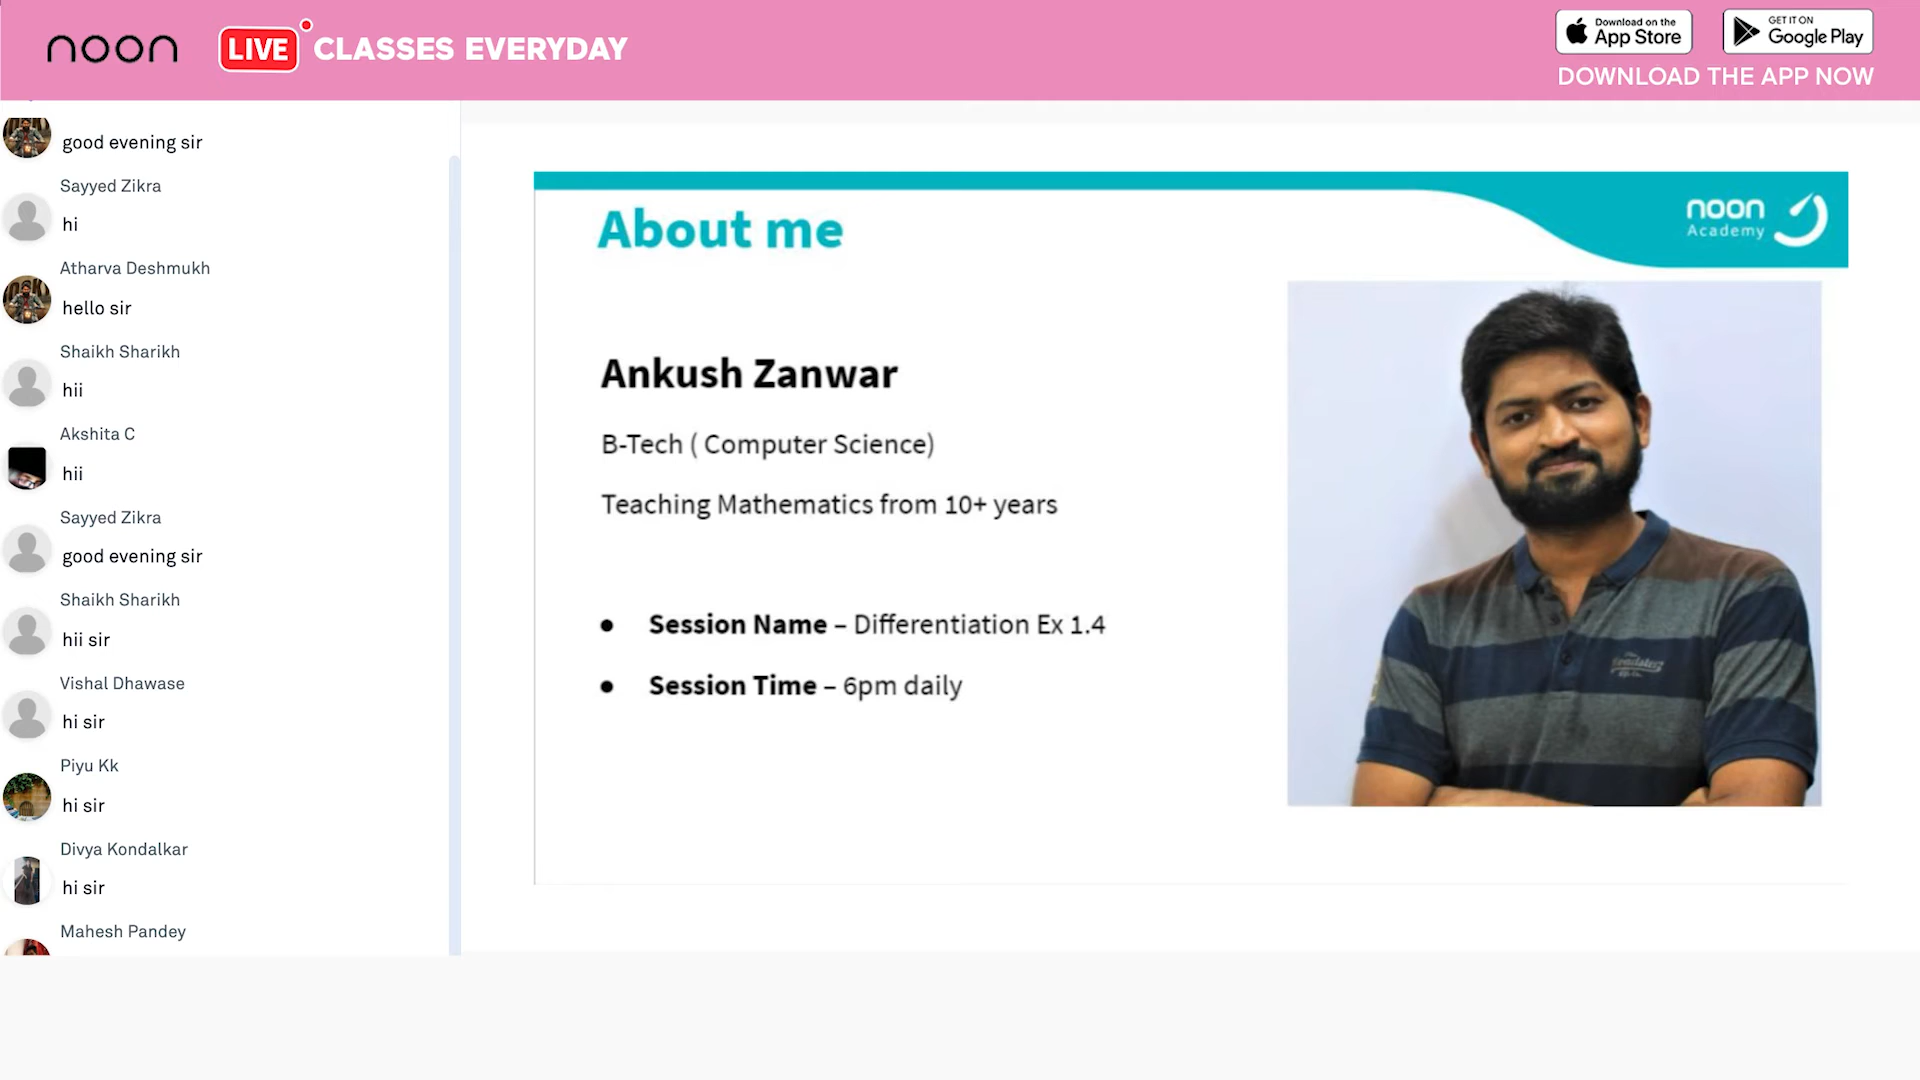 noon LIVE CLASSES EVERYDAY
Download on the App Store
GET IT ON Google Play
DOWNLOAD THE APP NOW
good evening sir
Sayyed Zikra
hi
Atharva Deshmukh
hello sir
Shaikh Sharikh
hii
Akshita C
hii
Sayyed Zikra
good evening sir
Shaikh Sharikh
hii sir
Vishal Dhawase
hi sir
Piyu Kk
hi sir
Divya Kondalkar
hi sir
Mahesh Pandey
About me
noon
Academy
Ankush Zanwar
B-Tech ( Computer Science)
Teaching Mathematics from 10+ years
● Session Name – Differentiation Ex 1.4
● Session Time – 6pm daily